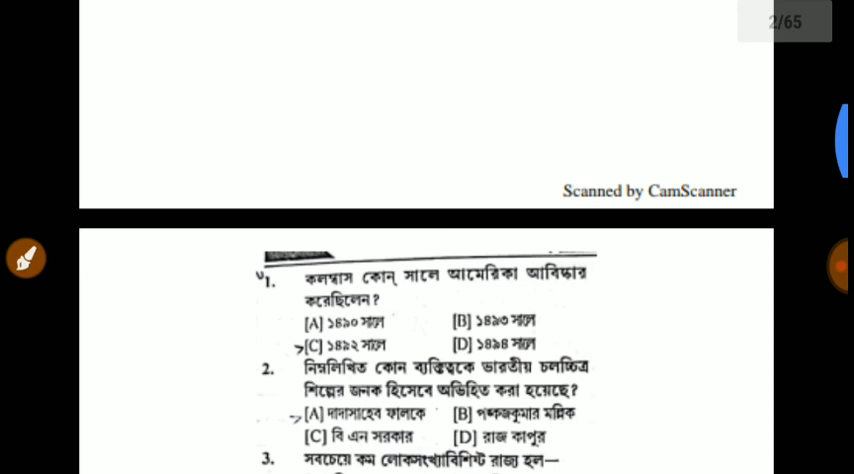 2/65
Scanned by CamScanner
1. কলম্বাস কোন্ সালে আমেরিকা আবিষ্কার
করেছিলেন?
[A] ১৪৯০ সালে [B] ১৪৯৩ সালে
[C] ১৪৯২ সালে [D] ১৪৯৪ সালে
2. নিম্নলিখিত কোন ব্যক্তিত্বকে ভারতীয় চলচ্চিত্র
শিল্পের জনক হিসেবে অভিহিত করা হয়েছে?
[A] দাদাসাহেব ফালকে [B] পঙ্কজকুমার মল্লিক
[C] বি এন সরকার [D] রাজ কাপুর
3. সবচেয়ে কম লোকসংখ্যাবিশিষ্ট রাজ্য হল—